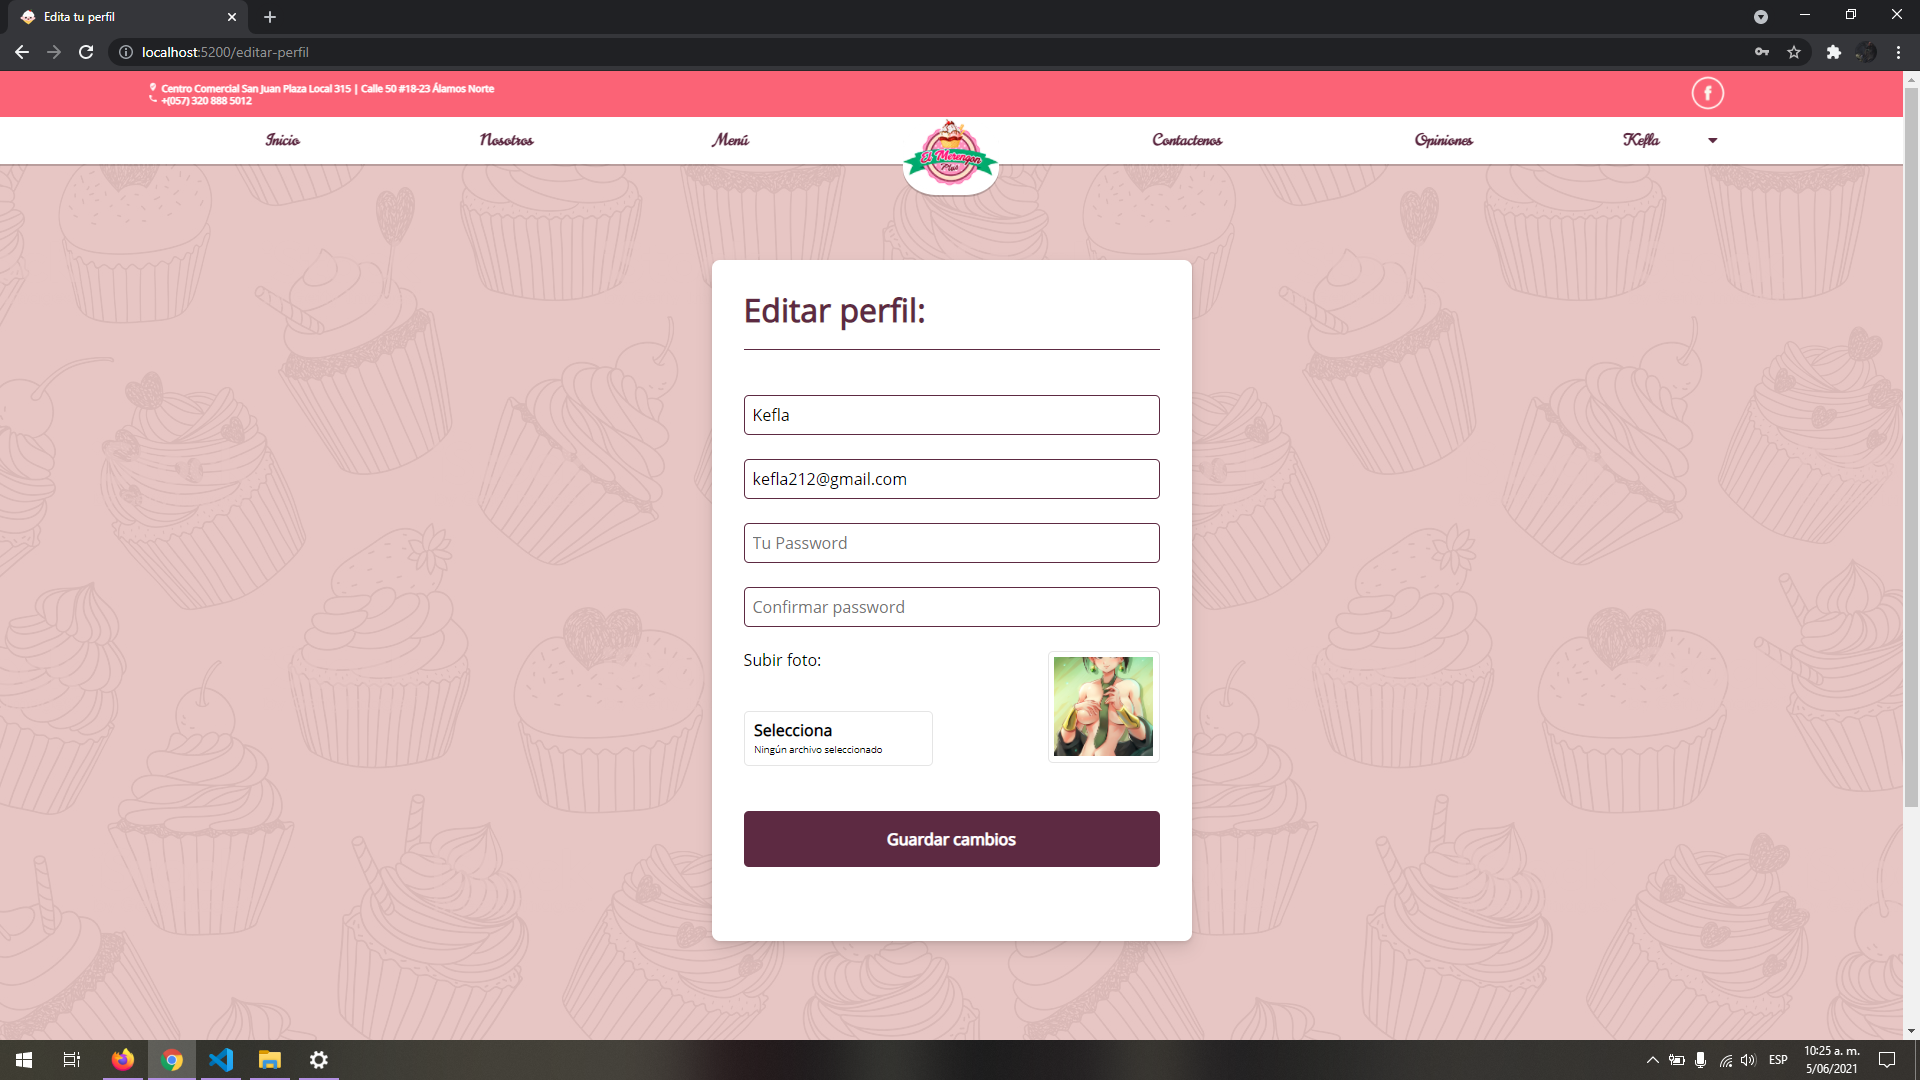 Edita tu perfil
localhost:5200/editar-perfil
Centro Comercial San Juan Plaza Local 315 | Calle 50 #18-23 Álamos Norte
+(057) 320 888 5012
Inicio
Nosotros
Menú
El Merengon
Plus
Contactenos
Opiniones
Kefla
Editar perfil:
Kefla
kefla212@gmail.com
Tu Password
Confirmar password
Subir foto:
Selecciona
Ningún archivo seleccionado
Guardar cambios
ESP
10:25 a. m.
5/06/2021